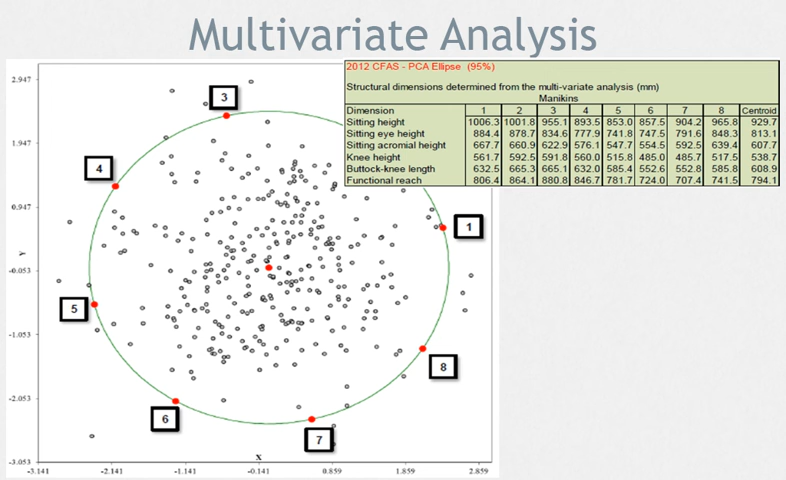 Multivariate Analysis
2012 CFAS - PCA Ellipse (95%)
Structural dimensions determined from the multi-variate analysis (mm)
Manikins
Dimension 1 2 3 4 5 6 7 8 Centroid
Sitting height 1006.3 1001.8 955.1 893.5 853.0 857.5 904.2 965.8 929.7
Sitting eye height 884.4 878.7 834.6 777.9 741.8 747.5 791.6 848.3 813.1
Sitting acromial height 667.7 660.9 622.9 576.1 547.7 554.5 592.5 639.4 607.7
Knee height 561.7 592.5 591.8 560.0 515.8 485.0 485.7 517.5 538.7
Buttock-knee length 632.5 665.3 665.1 632.0 585.4 552.6 552.8 585.8 608.9
Functional reach 806.4 864.1 880.8 846.7 781.7 724.0 707.4 741.5 794.1
2.947
1.947
0.947
Y
-0.053
-1.053
-2.053
-3.053
3
4
1
5
8
6
7
X
-3.141 -2.141 -1.141 -0.141 0.859 1.859 2.859